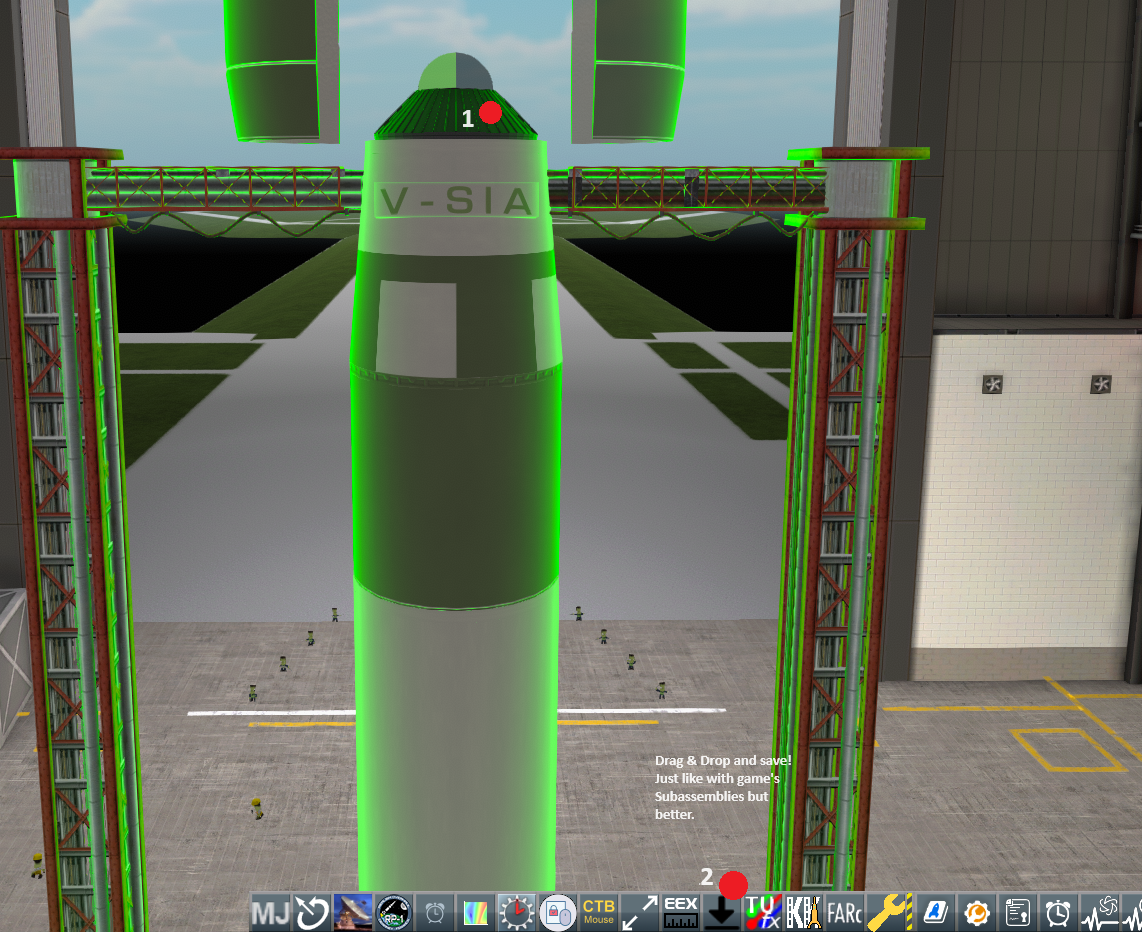 1
V-SIA
Drag & Drop and save!
Just like with game's
Subassemblies but
better.
2
MJ
RP-1
CTB
Mouse
EEX
FARc